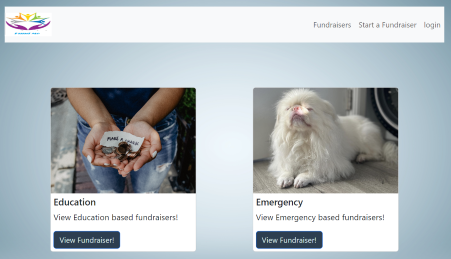 Fundraisers Start a Fundraiser login
MAKE A CHANGE
Education
View Education based fundraisers!
View Fundraiser!
Emergency
View Emergency based fundraisers!
View Fundraiser!